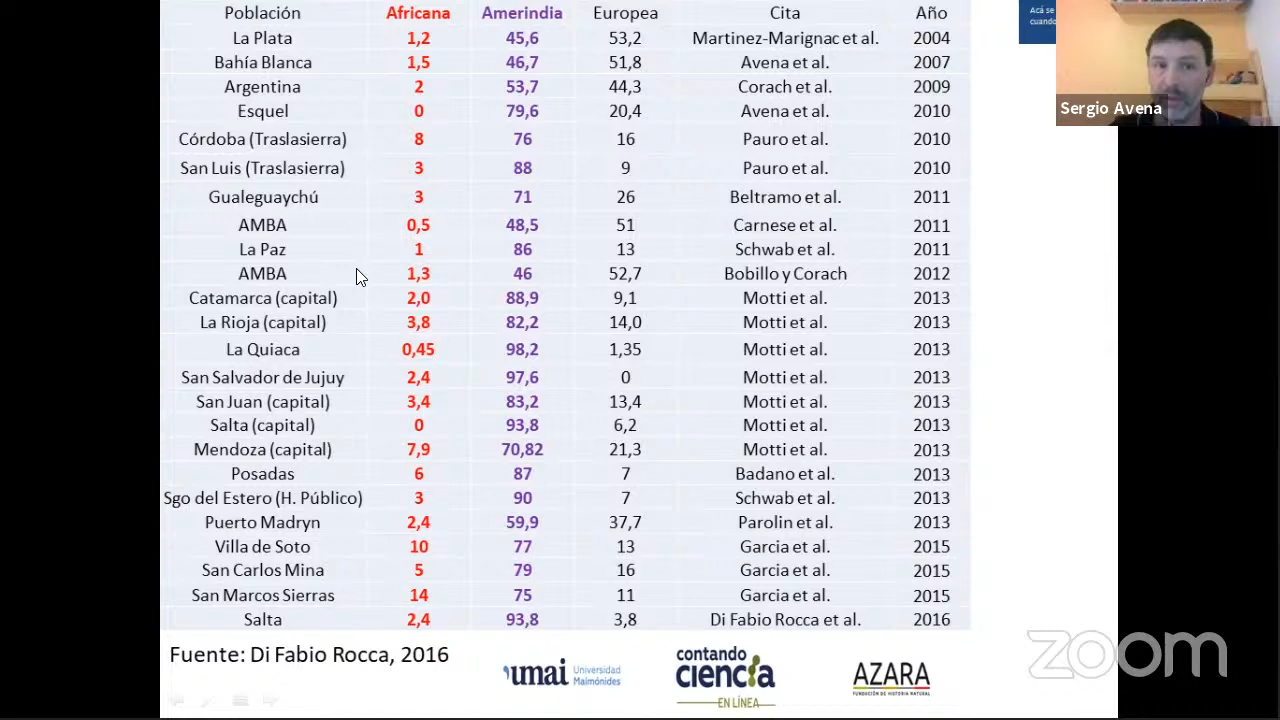 Población Africana Amerindia Europea Cita Año
La Plata 1,2 45,6 53,2 Martinez-Marignac et al. 2004
Bahía Blanca 1,5 46,7 51,8 Avena et al. 2007
Argentina 2 53,7 44,3 Corach et al. 2009
Esquel 0 79,6 20,4 Avena et al. 2010
Córdoba (Traslasierra) 8 76 16 Pauro et al. 2010
San Luis (Traslasierra) 3 88 9 Pauro et al. 2010
Gualeguaychú 3 71 26 Beltramo et al. 2011
AMBA 0,5 48,5 51 Carnese et al. 2011
La Paz 1 86 13 Schwab et al. 2011
AMBA 1,3 46 52,7 Bobillo y Corach 2012
Catamarca (capital) 2,0 88,9 9,1 Motti et al. 2013
La Rioja (capital) 3,8 82,2 14,0 Motti et al. 2013
La Quiaca 0,45 98,2 1,35 Motti et al. 2013
San Salvador de Jujuy 2,4 97,6 0 Motti et al. 2013
San Juan (capital) 3,4 83,2 13,4 Motti et al. 2013
Salta (capital) 0 93,8 6,2 Motti et al. 2013
Mendoza (capital) 7,9 70,82 21,3 Motti et al. 2013
Posadas 6 87 7 Badano et al. 2013
Sgo del Estero (H. Público) 3 90 7 Schwab et al. 2013
Puerto Madryn 2,4 59,9 37,7 Parolin et al. 2013
Villa de Soto 10 77 13 Garcia et al. 2015
San Carlos Mina 5 79 16 Garcia et al. 2015
San Marcos Sierras 14 75 11 Garcia et al. 2015
Salta 2,4 93,8 3,8 Di Fabio Rocca et al. 2016
Fuente: Di Fabio Rocca, 2016
umai Universidad
Maimónides
contando
ciencia
EN LÍNEA
AZARA
FUNDACIÓN DE HISTORIA NATURAL
Acá se
cuando
Sergio Avena
zoom